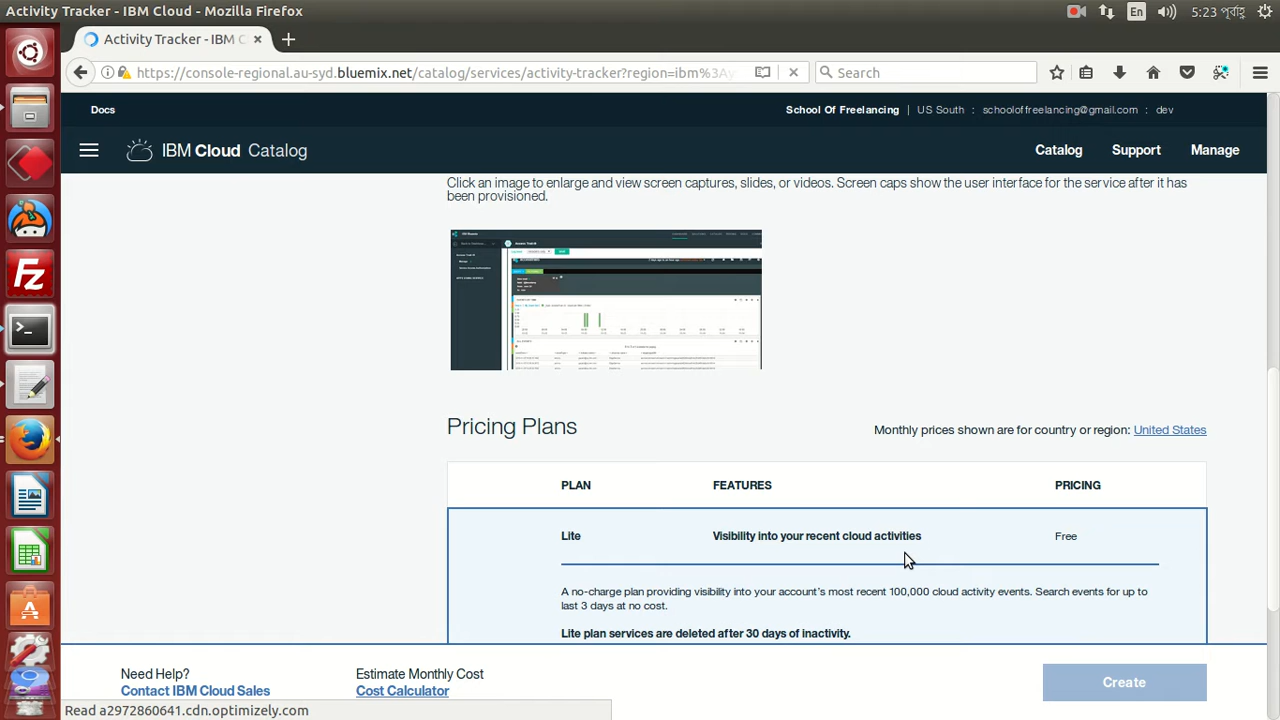 Activity Tracker - IBM Cloud - Mozilla Firefox
En
5:23 পূর্বাহ্ণ
Activity Tracker - IBM C
https://console-regional.au-syd.bluemix.net/catalog/services/activity-tracker?region=ibm%3Ay
Search
Docs
School Of Freelancing | US South : schooloffreelancing@gmail.com : dev
IBM Cloud Catalog
Catalog Support Manage
Click an image to enlarge and view screen captures, slides, or videos. Screen caps show the user interface for the service after it has
been provisioned.
Pricing Plans
Monthly prices shown are for country or region: United States
PLAN FEATURES PRICING
Lite Visibility into your recent cloud activities Free
A no-charge plan providing visibility into your account's most recent 100,000 cloud activity events. Search events for up to
last 3 days at no cost.
Lite plan services are deleted after 30 days of inactivity.
Need Help?
Contact IBM Cloud Sales
Estimate Monthly Cost
Cost Calculator
Create
Read a2972860641.cdn.optimizely.com